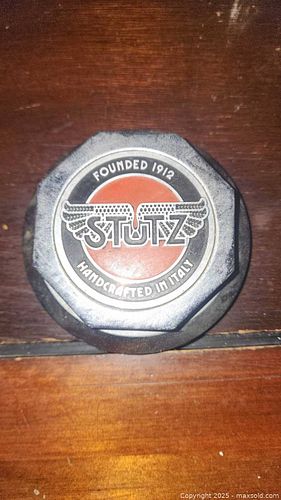 FOUNDED 1912
STUTZ
HANDCRAFTED IN ITALY
Copyright 2025 - maxsold.com